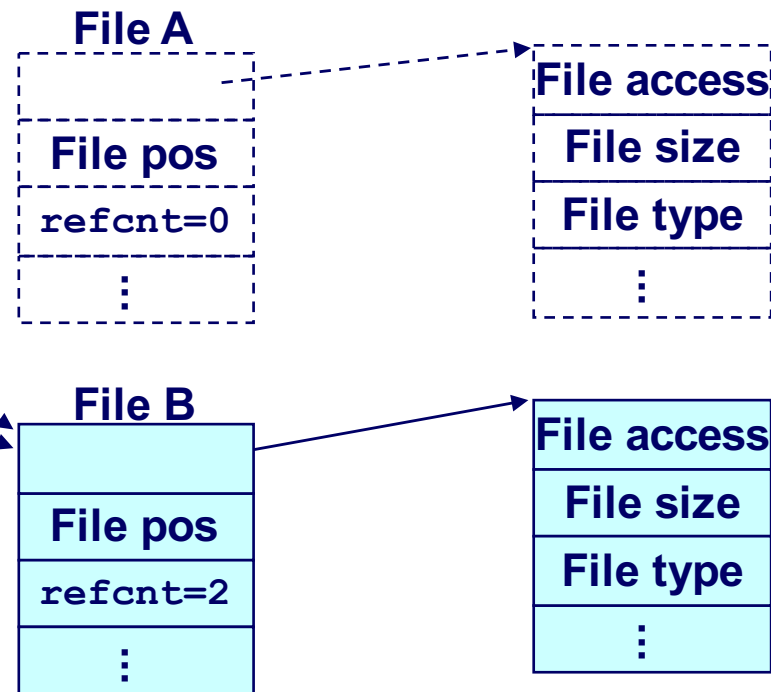 File A
File pos
refcnt=0
⋮
File access
File size
File type
⋮
File B
File pos
refcnt=2
⋮
File access
File size
File type
⋮